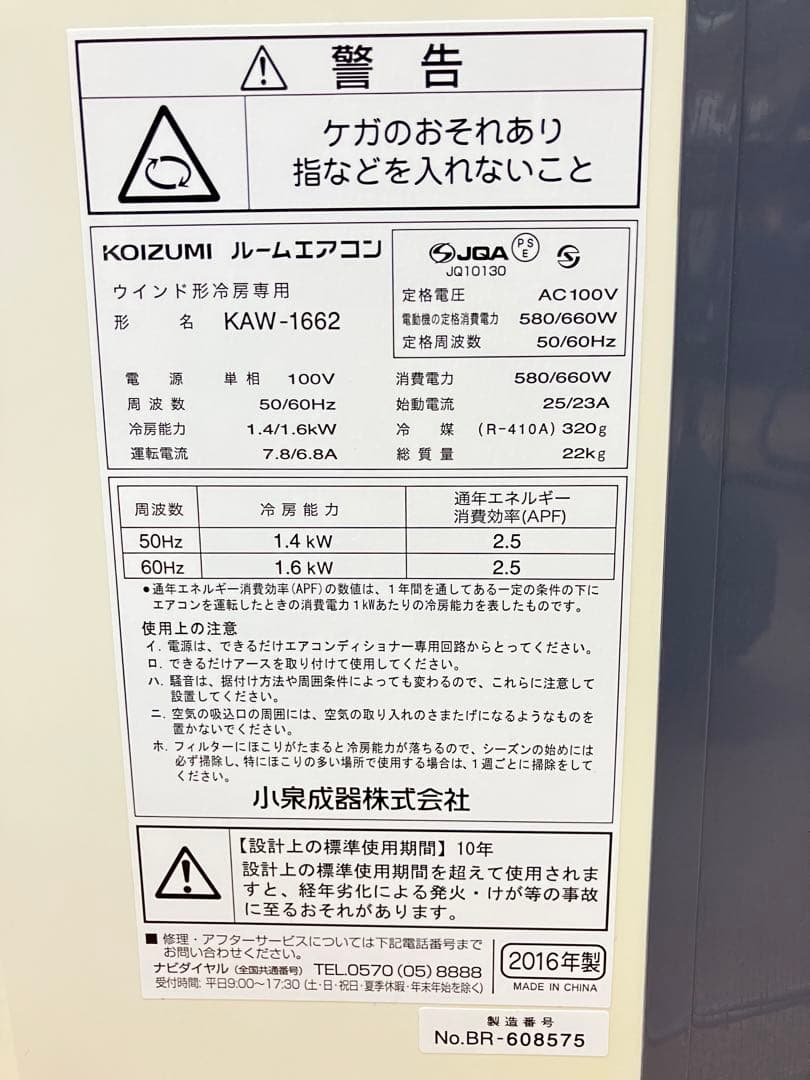 警告
ケガのおそれあり
指などを入れないこと
KOIZUMI ルームエアコン
ウインド形冷房専用
形 名 KAW-1662
JQA PS E S
JQ10130
定格電圧 AC100V
電動機の定格消費電力 580/660W
定格周波数 50/60Hz
電源 単相 100V 消費電力 580/660W
周波数 50/60Hz 始動電流 25/23A
冷房能力 1.4/1.6kW 冷媒 (R-410A) 320g
運転電流 7.8/6.8A 総質量 22kg
周波数 冷房能力 通年エネルギー
消費効率(APF)
50Hz 1.4 kW 2.5
60Hz 1.6 kW 2.5
●通年エネルギー消費効率(APF)の数値は、1年間を通してある一定の条件の下に
エアコンを運転したときの消費電力1kWあたりの冷房能力を表したものです。
使用上の注意
イ. 電源は、できるだけエアコンディショナー専用回路からとってください。
ロ. できるだけアースを取り付けて使用してください。
ハ. 騒音は、据付け方法や周囲条件によっても変わるので、これらに注意して
設置してください。
ニ. 空気の吸込口の周囲には、空気の取り入れのさまたげになるようなものを
置かないでください。
ホ. フィルターにほこりがたまると冷房能力が落ちるので、シーズンの始めには
必ず掃除し、特にほこりの多い場所で使用する場合は、1週ごとに掃除をして
ください。
小泉成器株式会社
【設計上の標準使用期間】10年
設計上の標準使用期間を超えて使用されま
すと、経年劣化による発火・けが等の事故
に至るおそれがあります。
■ 修理・アフターサービスについては下記電話番号まで
お問い合わせください。
ナビダイヤル(全国共通番号) TEL.0570(05)8888
受付時間: 平日9:00~17:30 (土・日・祝日・夏季休暇・年末年始を除く)
2016年製
MADE IN CHINA
製造番号
No.BR-608575